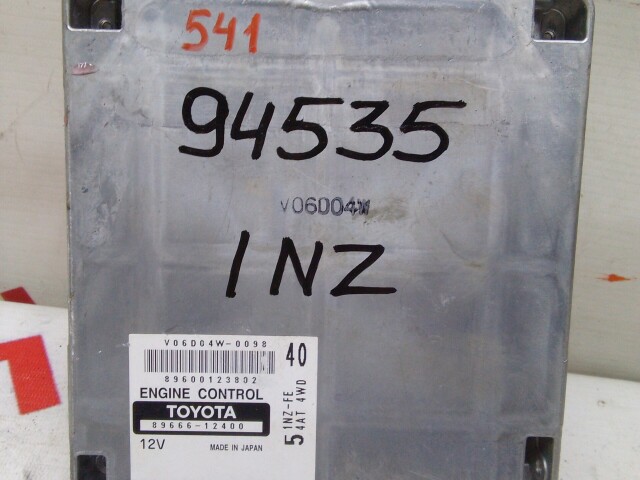 541
94535
V06D04W
1NZ
V06D04W-0098
89600123802
40
ENGINE CONTROL
TOYOTA
89666-12400
12V
MADE IN JAPAN
5
1NZ-FE
4AT 4WD